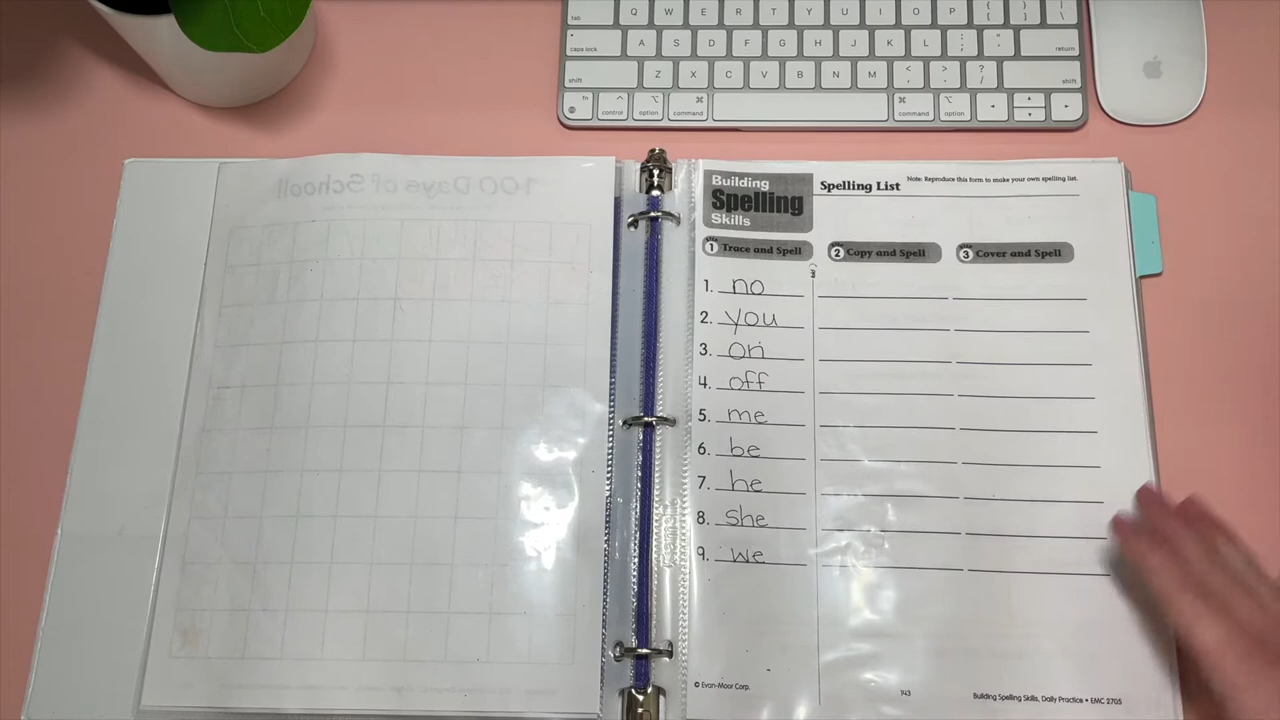 tab Q W E R T Y U I O P { [ } ] | \
caps lock A S D F G H J K L : ; " ' return
shift Z X C V B N M < , > . ? / shift
fn control option command command option
100 Days of School!
Building
Spelling
Skills
Spelling List
Note: Reproduce this form to make your own spelling list.
Step 1 Trace and Spell
Step 2 Copy and Spell
Step 3 Cover and Spell
1. no
2. you
3. on
4. off
5. me
6. be
7. he
8. she
9. we
© Evan-Moor Corp.
143
Building Spelling Skills, Daily Practice • EMC 2705